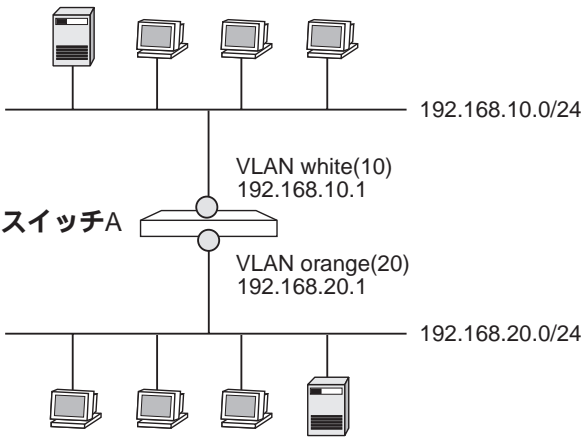 192.168.10.0/24
VLAN white(10)
192.168.10.1
スイッチA
VLAN orange(20)
192.168.20.1
192.168.20.0/24